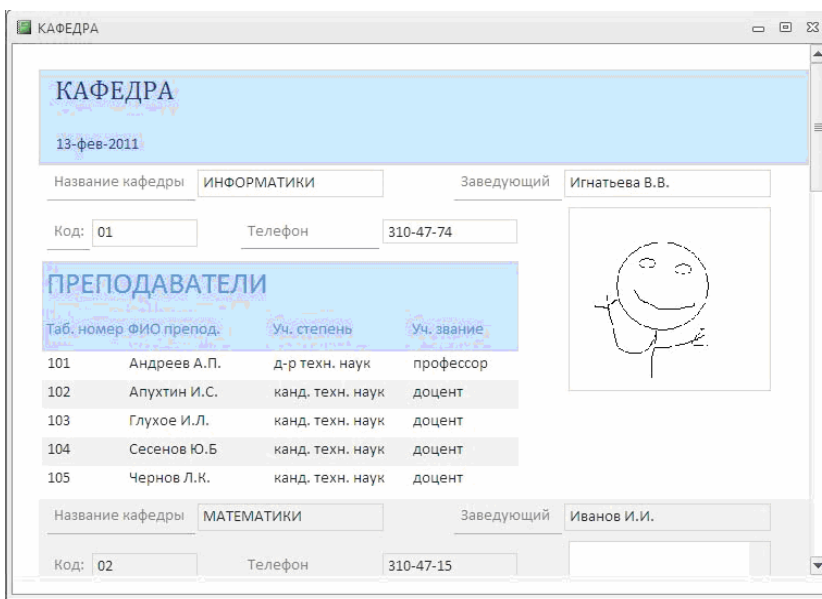 КАФЕДРА
КАФЕДРА
13-фев-2011
Название кафедры ИНФОРМАТИКИ Заведующий Игнатьева В.В.
Код: 01 Телефон 310-47-74
ПРЕПОДАВАТЕЛИ
Таб. номер ФИО препод. Уч. степень Уч. звание
101 Андреев А.П. д-р техн. наук профессор
102 Апухтин И.С. канд. техн. наук доцент
103 Глухое И.Л. канд. техн. наук доцент
104 Сесенов Ю.Б канд. техн. наук доцент
105 Чернов Л.К. канд. техн. наук доцент
Название кафедры МАТЕМАТИКИ Заведующий Иванов И.И.
Код: 02 Телефон 310-47-15